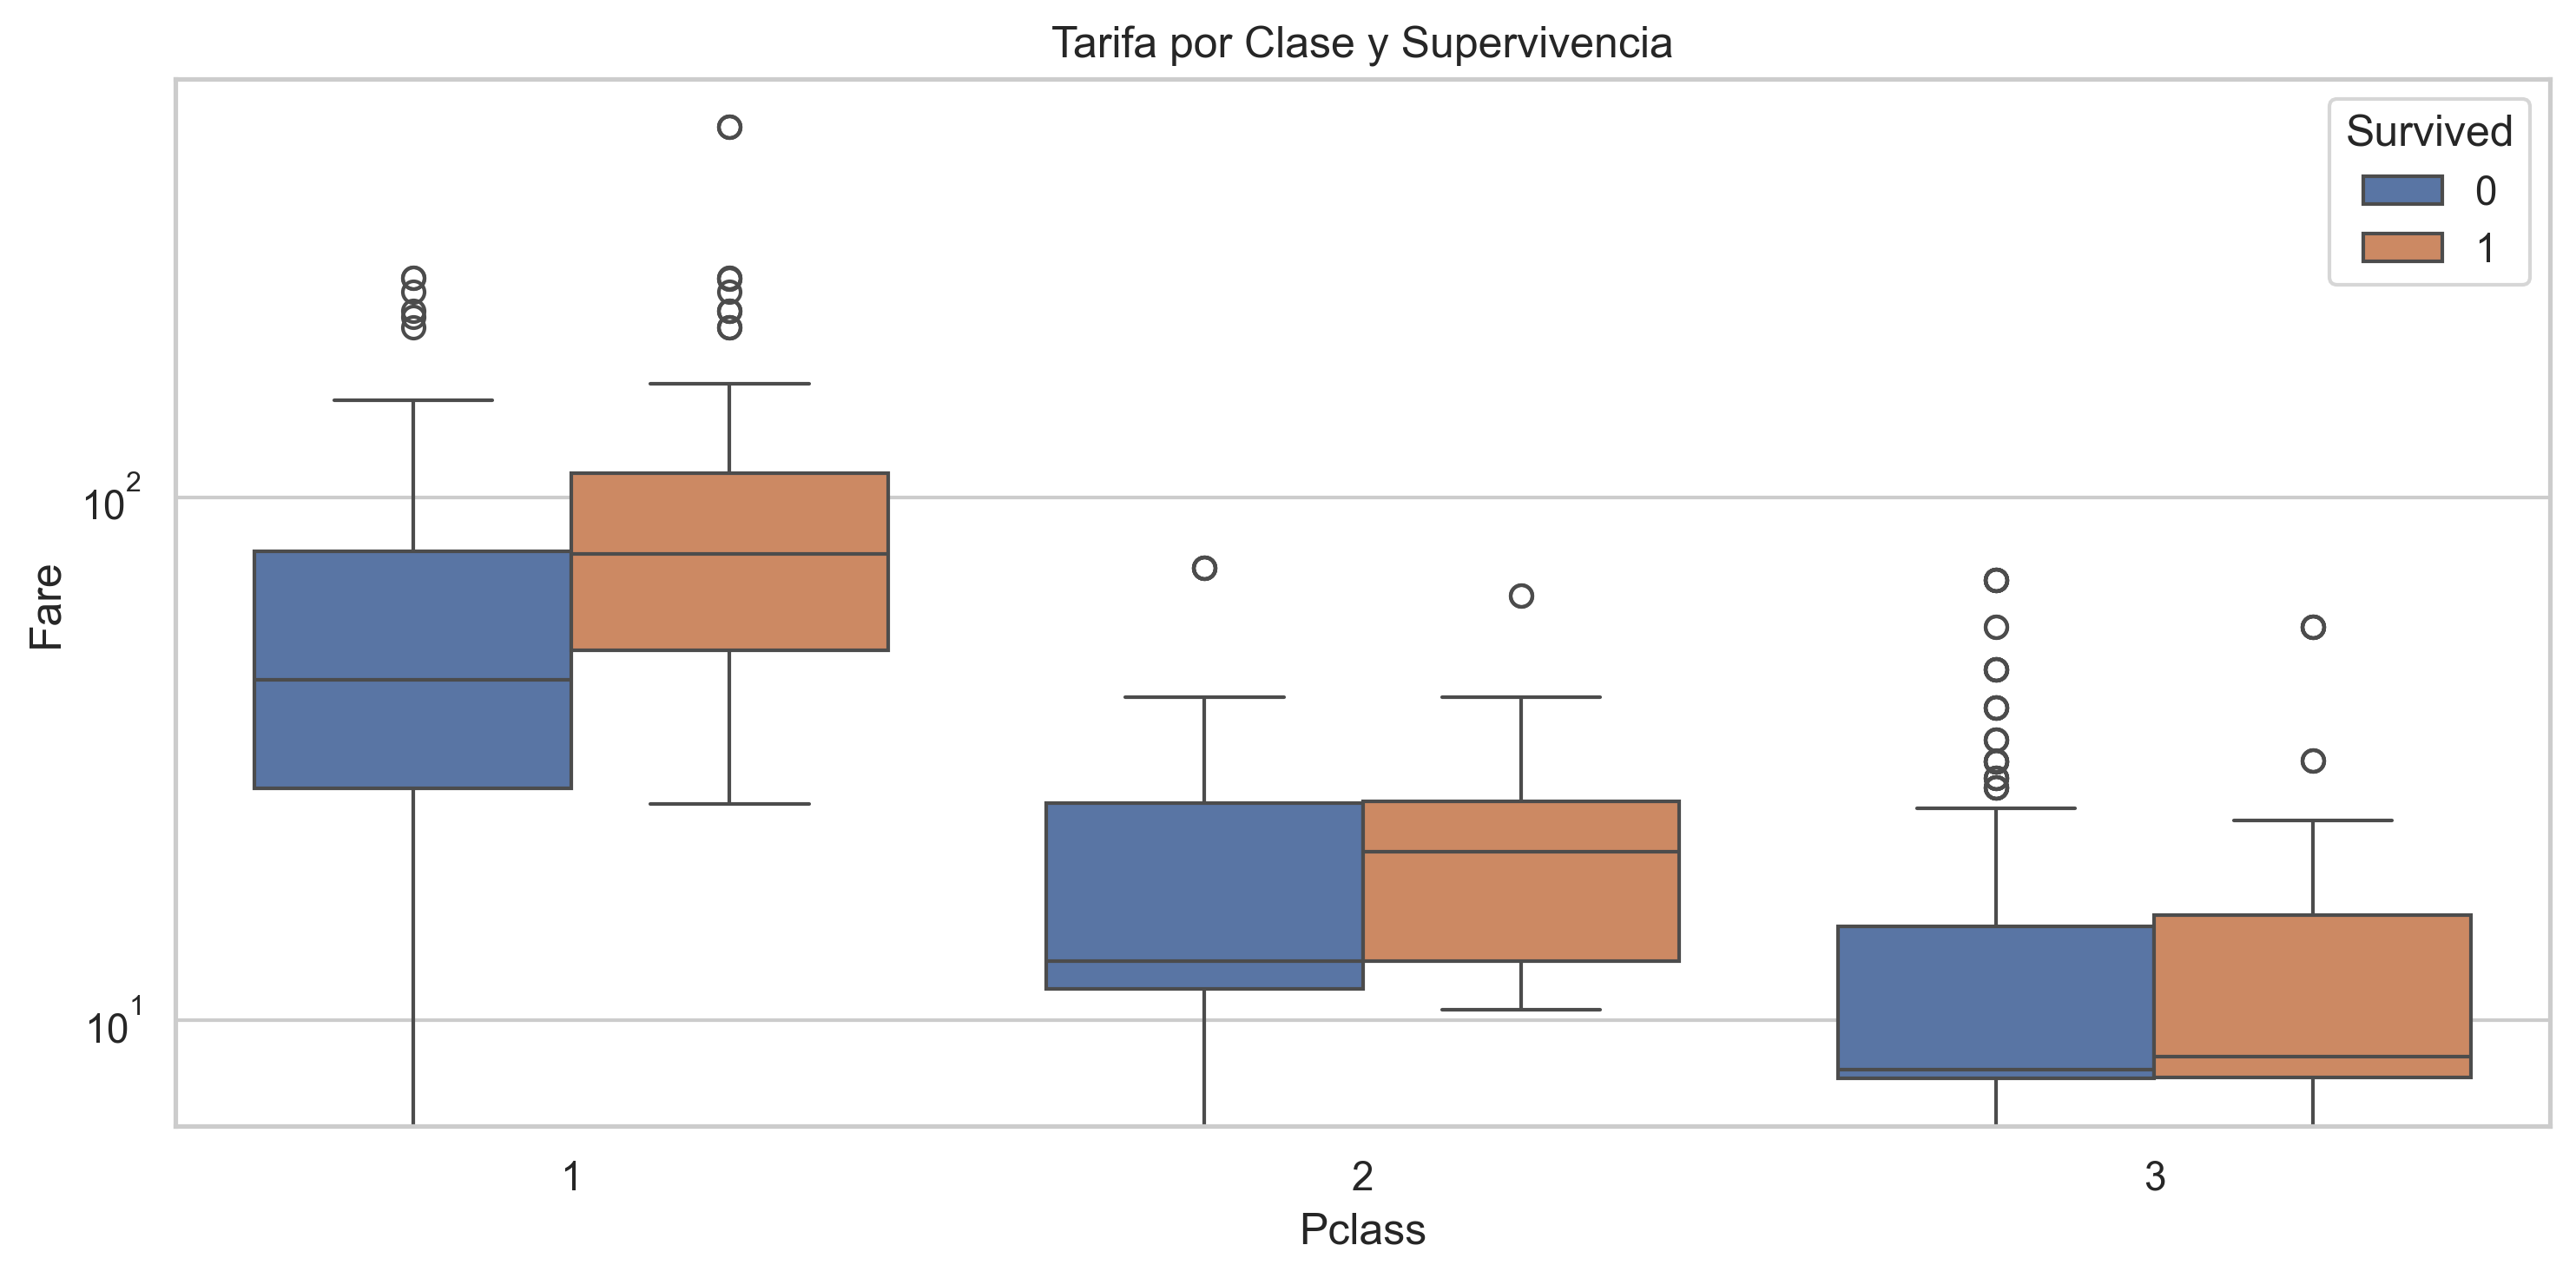 Tarifa por Clase y Supervivencia
Survived
0
1
10²
10¹
Fare
1
2
3
Pclass